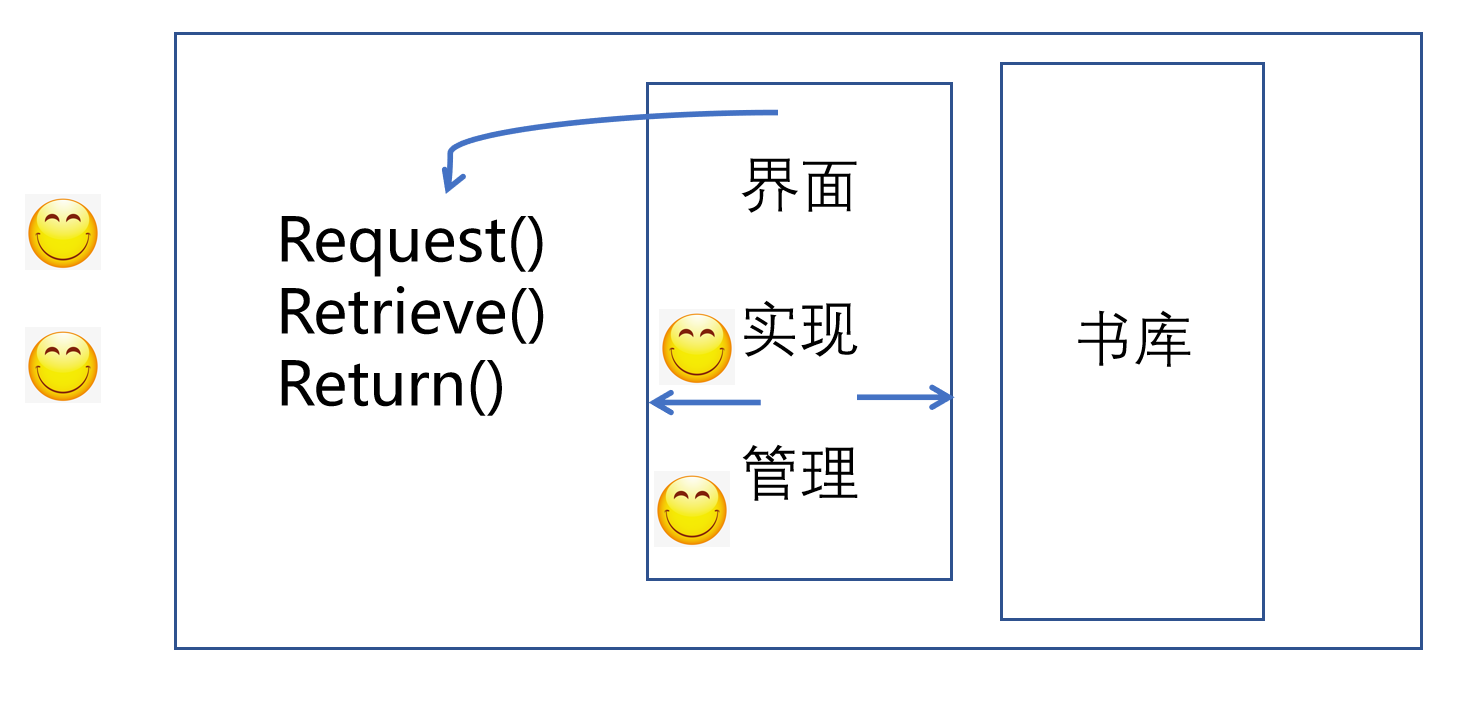 Request()
Retrieve()
Return()
界面
实现
管理
书库